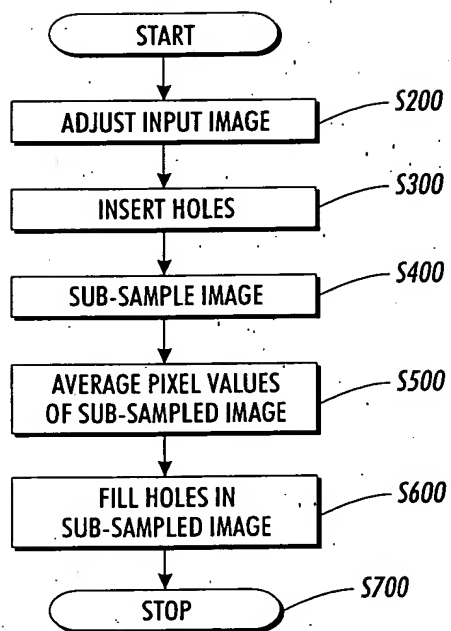 START
ADJUST INPUT IMAGE
S200
INSERT HOLES
S300
SUB-SAMPLE IMAGE
S400
AVERAGE PIXEL VALUES
OF SUB-SAMPLED IMAGE
S500
FILL HOLES IN
SUB-SAMPLED IMAGE
S600
STOP
S700